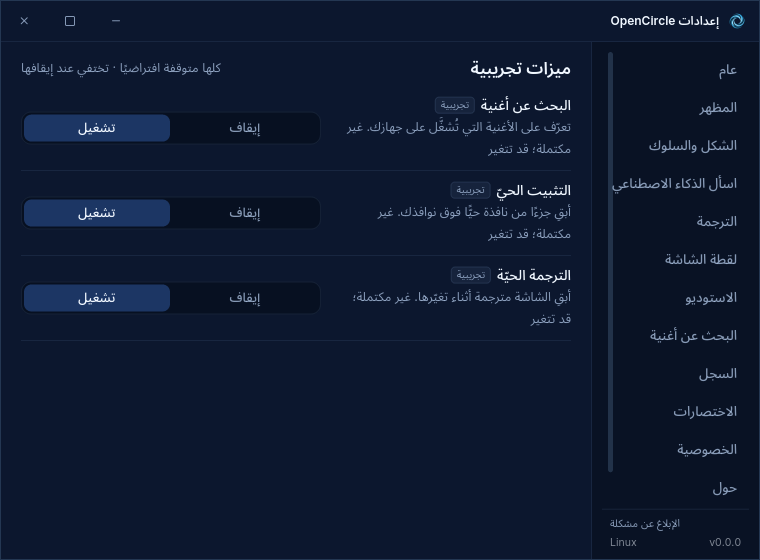 إعدادات OpenCircle
عام
المظهر
الشكل والسلوك
اسأل الذكاء الاصطناعي
الترجمة
لقطة الشاشة
الاستوديو
البحث عن أغنية
السجل
الاختصارات
الخصوصية
حول
الإبلاغ عن مشكلة
v0.0.0
Linux
ميزات تجريبية
كلها متوقفة افتراضيًا · تختفي عند إيقافها
البحث عن أغنية تجريبية
تعرّف على الأغنية التي تُشغَّل على جهازك. غير
مكتملة؛ قد تتغير
إيقاف
تشغيل
التثبيت الحيّ تجريبية
أبقِ جزءًا من نافذة حيًّا فوق نوافذك. غير
مكتملة؛ قد تتغير
إيقاف
تشغيل
الترجمة الحيّة تجريبية
أبقِ الشاشة مترجمة أثناء تغيّرها. غير مكتملة؛
قد تتغير
إيقاف
تشغيل